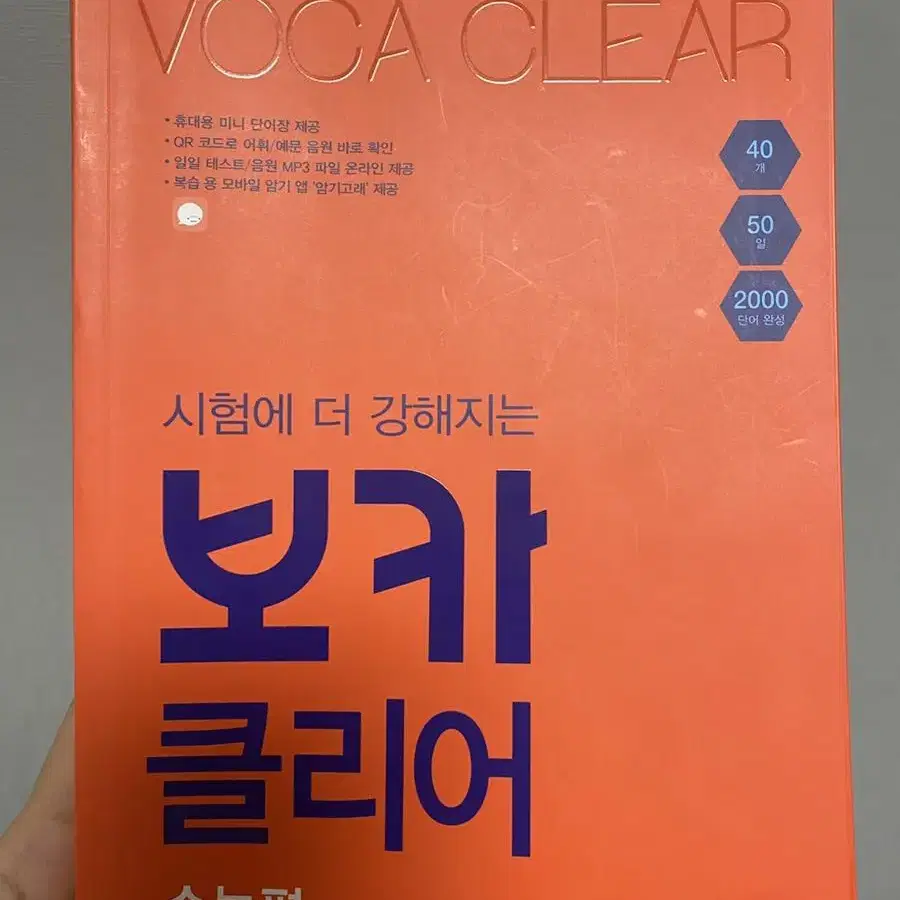 VOCA CLEAR
• 휴대용 미니 단어장 제공
• QR 코드로 어휘/예문 음원 바로 확인
• 일일 테스트/음원 MP3 파일 온라인 제공
• 복습용 모바일 암기 앱 '암기고래' 제공
40
개
50
일
2000
단어 완성
시험에 더 강해지는
보카
클리어
수능편